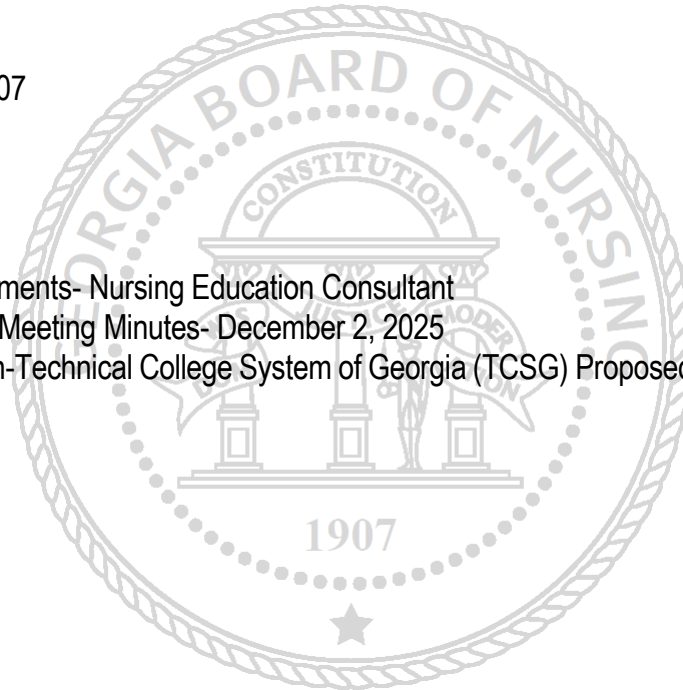 07
GEORGIA BOARD OF NURSING
CONSTITUTION
ments- Nursing Education Consultant
Meeting Minutes- December 2, 2025
n-Technical College System of Georgia (TCSG) Proposed
1907